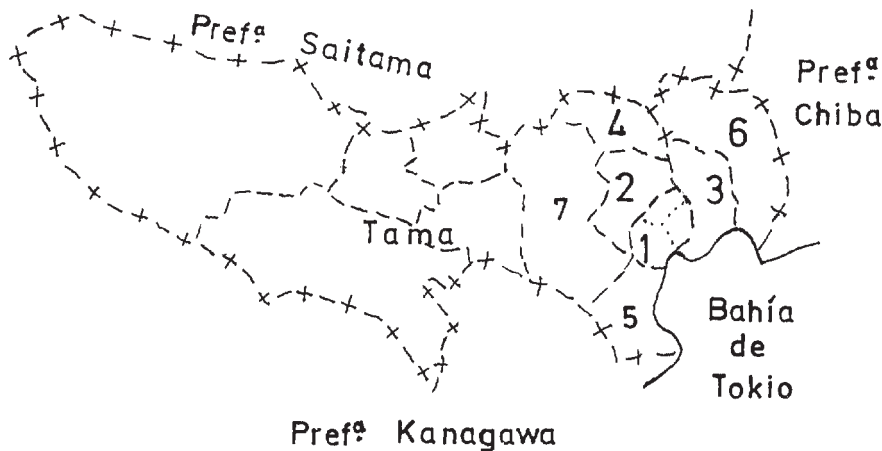 Prefª
Saitama
Prefª
Chiba
4
6
2
3
7
Tama
1
5
Bahía
de
Tokio
Prefª Kanagawa